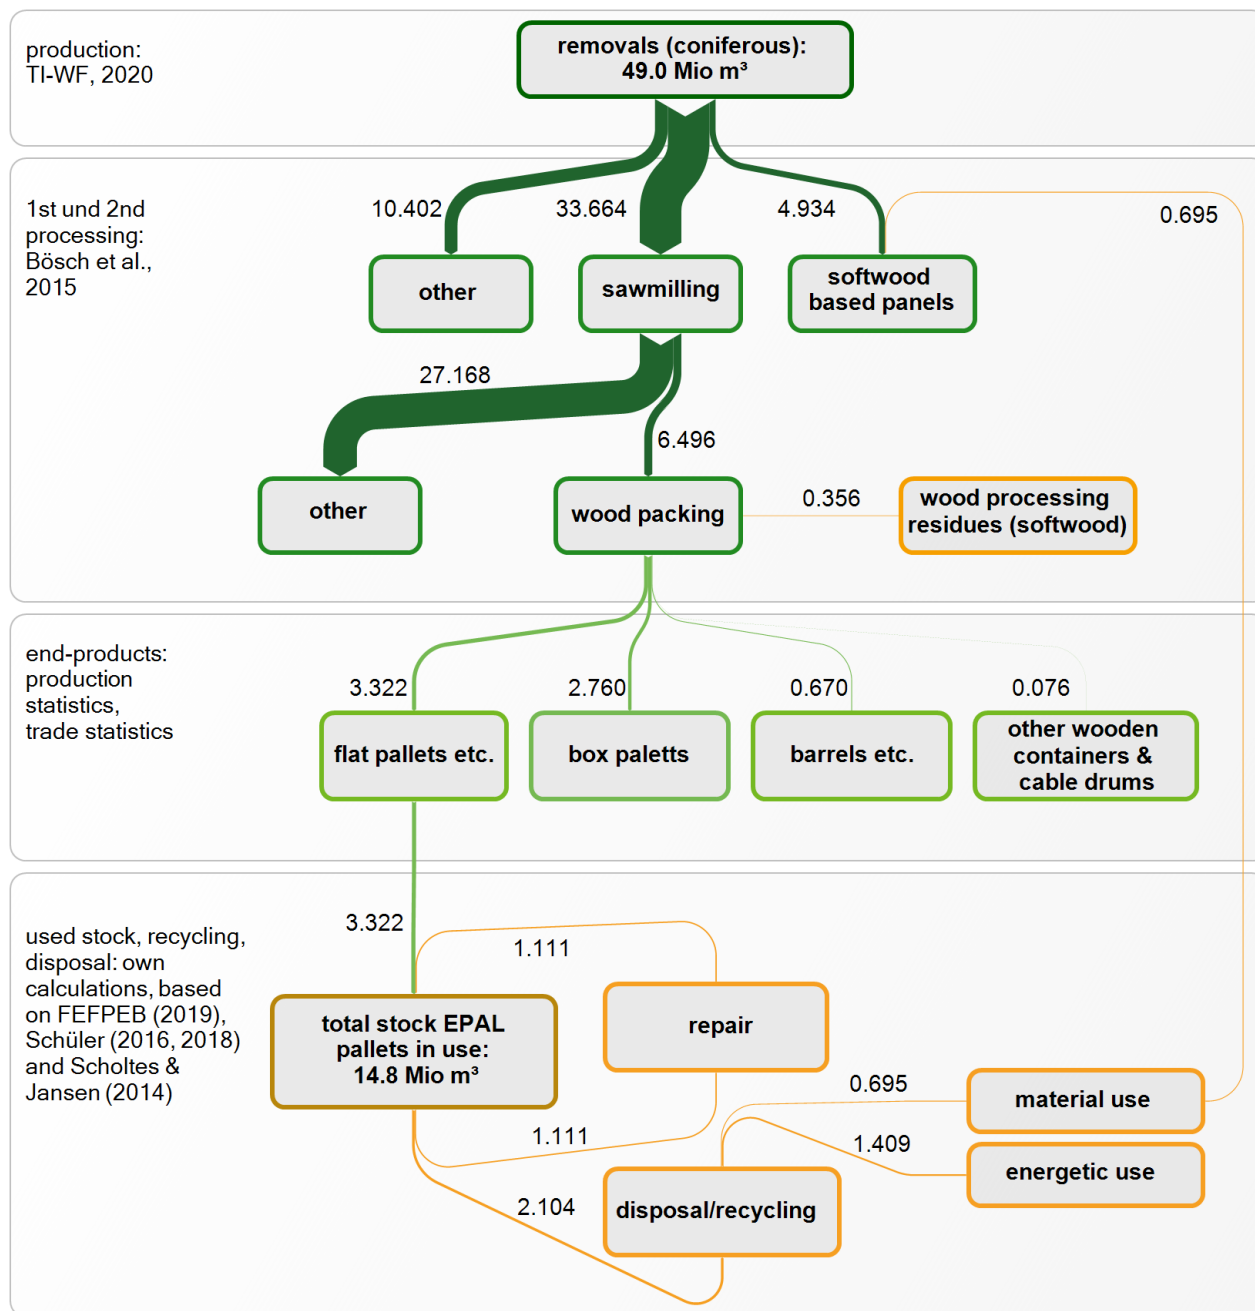 production:
TI-WF, 2020
removals (coniferous):
49.0 Mio m³
1st und 2nd
processing:
Bösch et al.,
2015
10.402
33.664
4.934
0.695
other
sawmilling
softwood
based panels
27.168
6.496
other
wood packing
0.356
wood processing
residues (softwood)
end-products:
production
statistics,
trade statistics
3.322
2.760
0.670
0.076
flat pallets etc.
box paletts
barrels etc.
other wooden
containers &
cable drums
used stock, recycling,
disposal: own
calculations, based
on FEFPEB (2019),
Schüler (2016, 2018)
and Scholtes &
Jansen (2014)
3.322
1.111
total stock EPAL
pallets in use:
14.8 Mio m³
repair
1.111
0.695
material use
1.409
energetic use
2.104
disposal/recycling